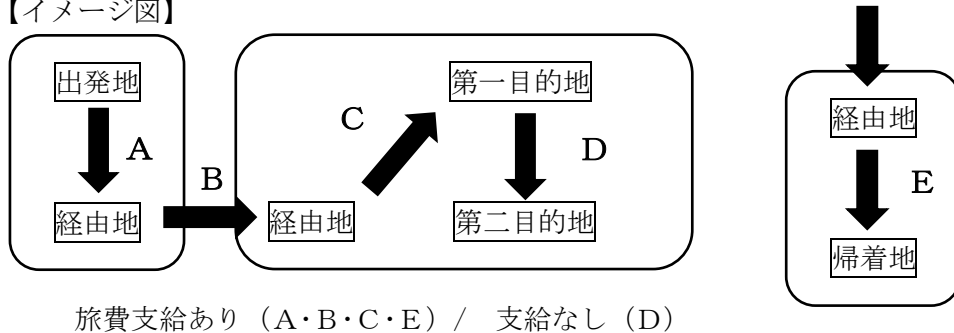 【イメージ図】
出発地
A
経由地
B
経由地
C
第一目的地
D
第二目的地
経由地
E
帰着地
旅費支給あり（A・B・C・E）/　支給なし（D）